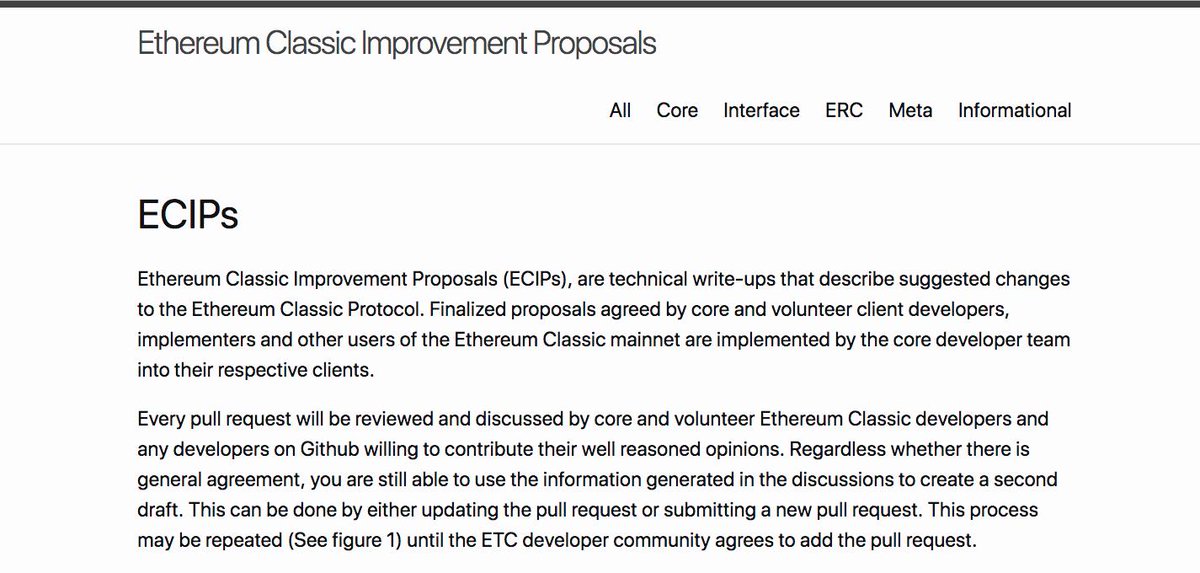 Ethereum Classic Improvement Proposals
All Core Interface ERC Meta Informational
ECIPs
Ethereum Classic Improvement Proposals (ECIPs), are technical write-ups that describe suggested changes
to the Ethereum Classic Protocol. Finalized proposals agreed by core and volunteer client developers,
implementers and other users of the Ethereum Classic mainnet are implemented by the core developer team
into their respective clients.
Every pull request will be reviewed and discussed by core and volunteer Ethereum Classic developers and
any developers on Github willing to contribute their well reasoned opinions. Regardless whether there is
general agreement, you are still able to use the information generated in the discussions to create a second
draft. This can be done by either updating the pull request or submitting a new pull request. This process
may be repeated (See figure 1) until the ETC developer community agrees to add the pull request.